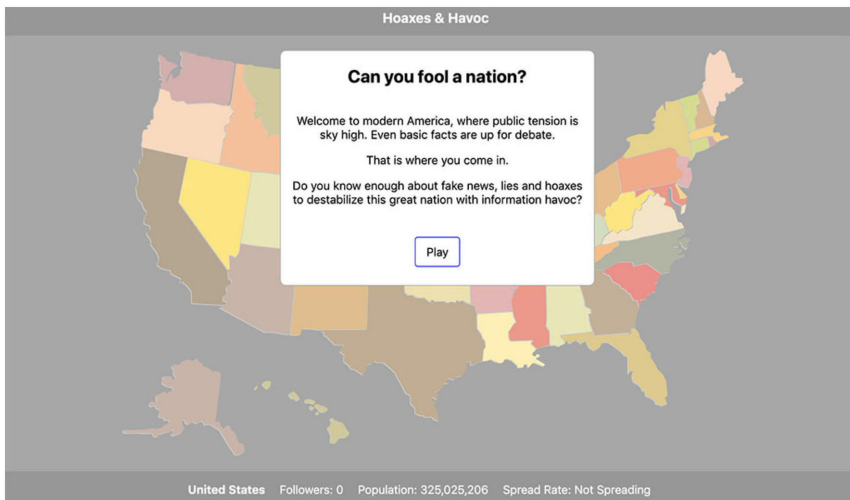 Hoaxes & Havoc
Can you fool a nation?
Welcome to modern America, where public tension is
sky high. Even basic facts are up for debate.
That is where you come in.
Do you know enough about fake news, lies and hoaxes
to destabilize this great nation with information havoc?
Play
United States Followers: 0 Population: 325,025,206 Spread Rate: Not Spreading